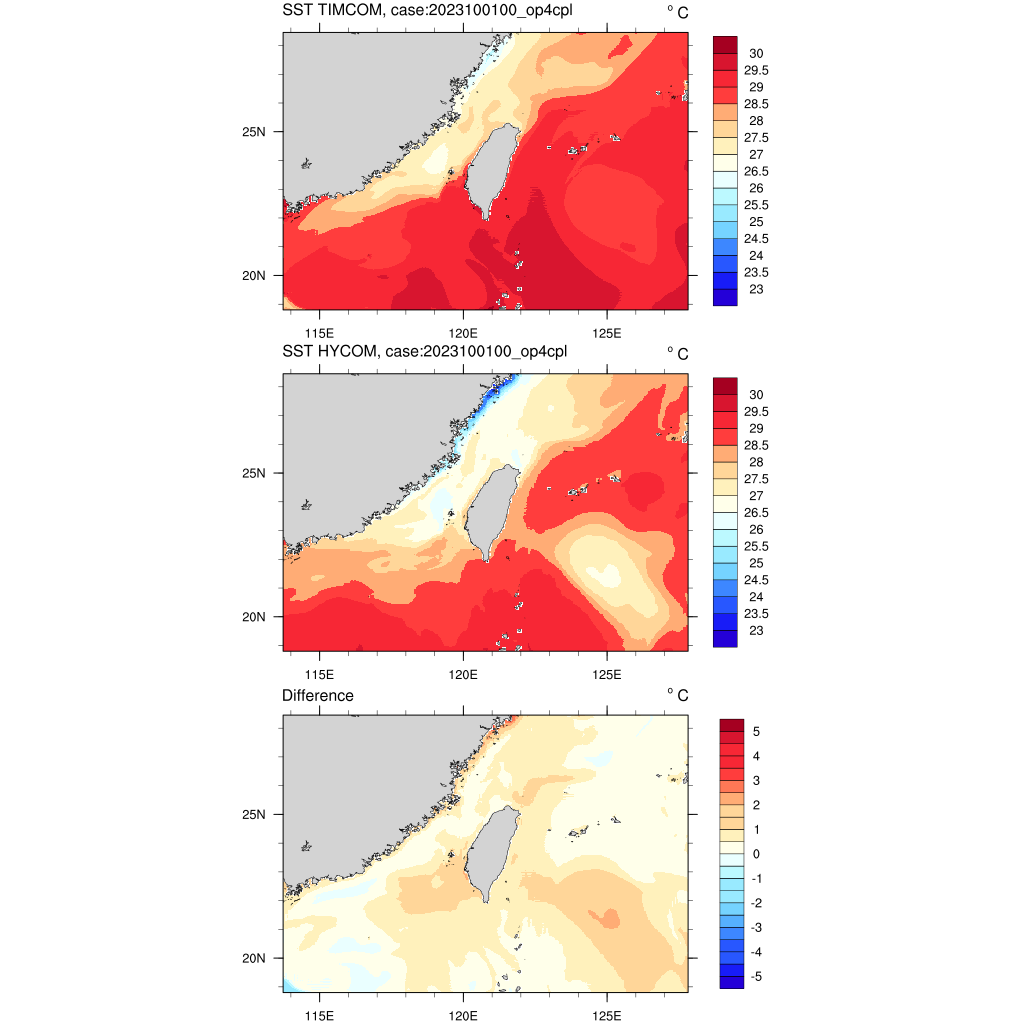 SST TIMCOM, case:2023100100_op4cpl
° C
30
29.5
29
28.5
28
27.5
27
26.5
26
25.5
25
24.5
24
23.5
23
25N
20N
115E
120E
125E
SST HYCOM, case:2023100100_op4cpl
° C
30
29.5
29
28.5
28
27.5
27
26.5
26
25.5
25
24.5
24
23.5
23
25N
20N
115E
120E
125E
Difference
° C
5
4
3
2
1
0
-1
-2
-3
-4
-5
25N
20N
115E
120E
125E